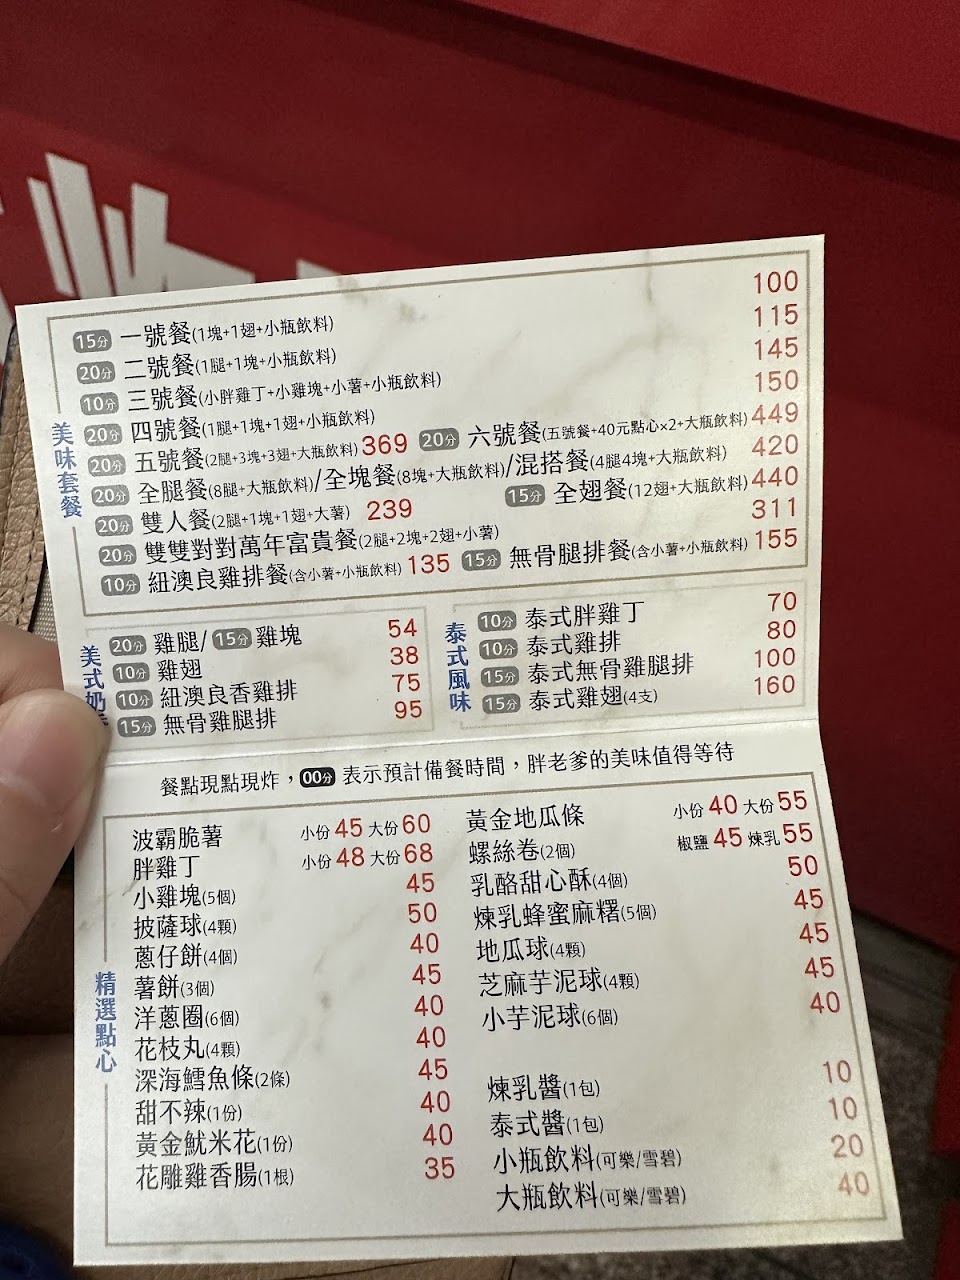 美味套餐
15分 一號餐(1塊+1翅+小瓶飲料) 100
20分 二號餐(1腿+1塊+小瓶飲料) 115
10分 三號餐(小胖雞丁+小雞塊+小薯+小瓶飲料) 145
20分 四號餐(1腿+1塊+1翅+小瓶飲料) 150
20分 五號餐(2腿+3塊+3翅+大瓶飲料) 369 20分 六號餐(五號餐+40元點心×2+大瓶飲料) 449
20分 全腿餐(8腿+大瓶飲料)/全塊餐(8塊+大瓶飲料)/混搭餐(4腿4塊+大瓶飲料) 420
20分 雙人餐(2腿+1塊+1翅+大薯) 239 15分 全翅餐(12翅+大瓶飲料) 440
20分 雙雙對對萬年富貴餐(2腿+2塊+2翅+小薯) 311
10分 紐澳良雞排餐(含小薯+小瓶飲料) 135 15分 無骨腿排餐(含小薯+小瓶飲料) 155
美式奶
20分 雞腿/15分 雞塊 54
10分 雞翅 38
10分 紐澳良香雞排 75
15分 無骨雞腿排 95
泰式風味
10分 泰式胖雞丁 70
10分 泰式雞排 80
15分 泰式無骨雞腿排 100
15分 泰式雞翅(4支) 160
餐點現點現炸，00分 表示預計備餐時間，胖老爹的美味值得等待
精選點心
波霸脆薯 小份 45 大份 60
胖雞丁 小份 48 大份 68
小雞塊(5個) 45
披薩球(4顆) 50
蔥仔餅(4個) 40
薯餅(3個) 45
洋蔥圈(6個) 40
花枝丸(4顆) 40
深海鱈魚條(2條) 45
甜不辣(1份) 40
黃金魷米花(1份) 40
花雕雞香腸(1根) 35
黃金地瓜條 小份 40 大份 55
螺絲卷(2個) 椒鹽 45 煉乳 55
乳酪甜心酥(4個) 50
煉乳蜂蜜麻糬(5個) 45
地瓜球(4顆) 45
芝麻芋泥球(4顆) 45
小芋泥球(6個) 40
煉乳醬(1包) 10
泰式醬(1包) 10
小瓶飲料(可樂/雪碧) 20
大瓶飲料(可樂/雪碧) 40